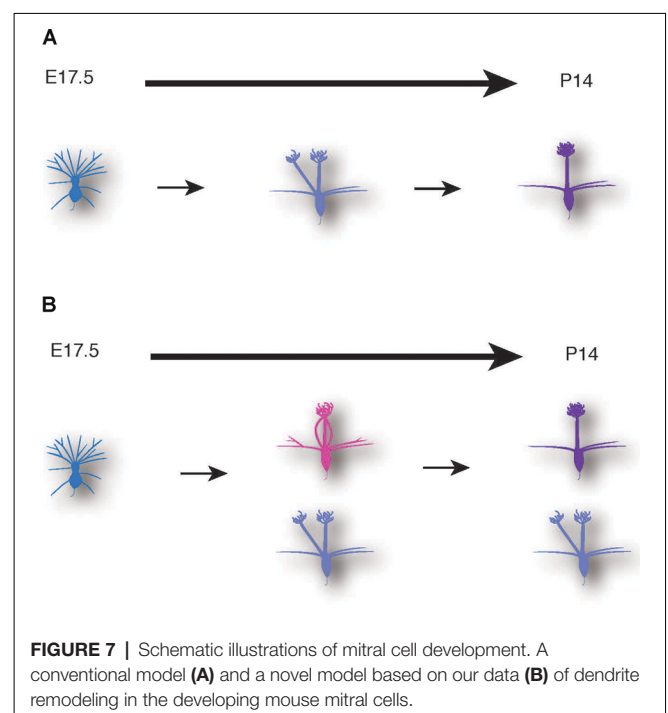 A
E17.5
P14
B
E17.5
P14
FIGURE 7 | Schematic illustrations of mitral cell development. A
conventional model (A) and a novel model based on our data (B) of dendrite
remodeling in the developing mouse mitral cells.